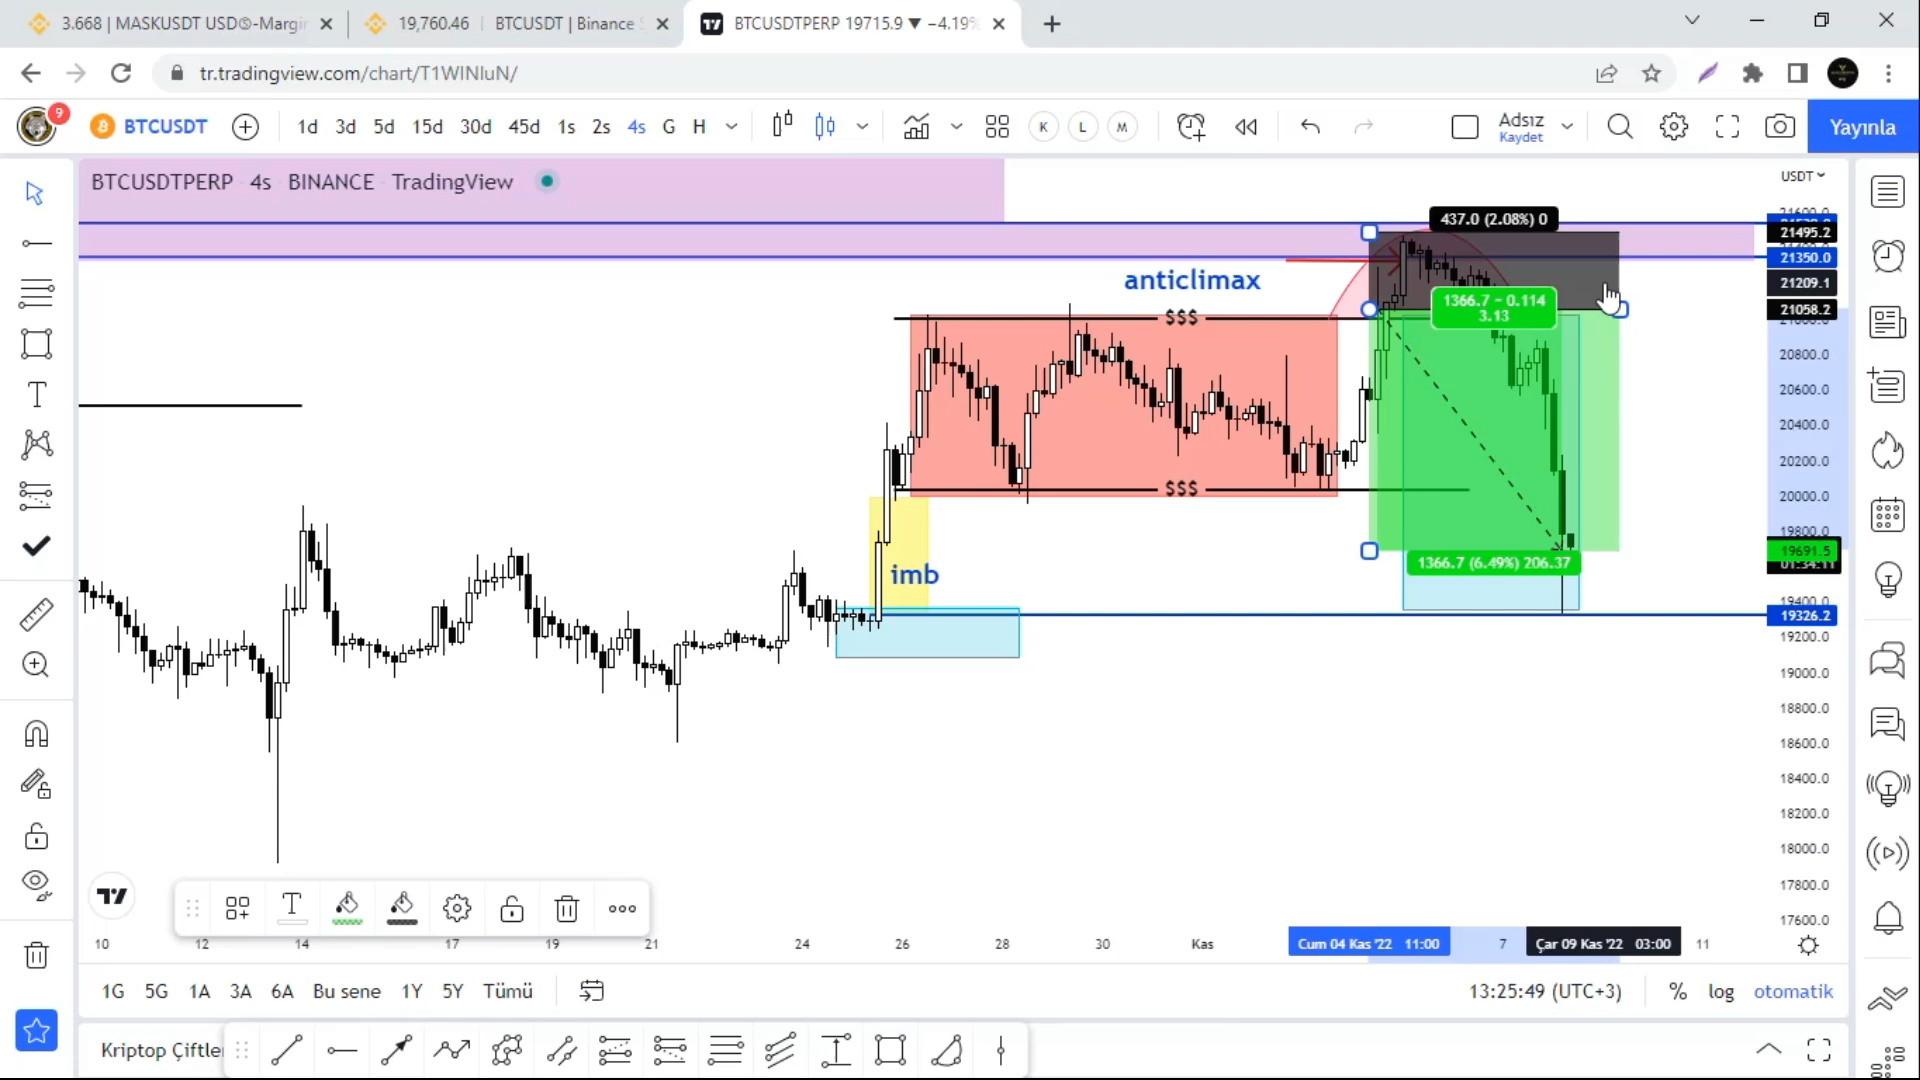 3.668 | MASKUSDT USDⓈ-Margin
19,760.46 | BTCUSDT | Binance
BTCUSDTPERP 19715.9 ▼ −4.19%
tr.tradingview.com/chart/T1WINluN/
9
BTCUSDT
1d 3d 5d 15d 30d 45d 1s 2s 4s G H
K L M
Adsız
Kaydet
Yayınla
BTCUSDTPERP 4s BINANCE TradingView
USDT
437.0 (2.08%) 0
21495.2
21350.0
21209.1
21058.2
anticlimax
1366.7 − 0.114
3.13
$$$
20800.0
20600.0
20400.0
20200.0
$$$
20000.0
19800.0
19691.5
1366.7 (6.49%) 206.37
imb
19400.0
19326.2
19200.0
19000.0
18800.0
18600.0
18400.0
18200.0
18000.0
17800.0
17600.0
10 12 14 17 19 21 24 26 28 30 Kas Cum 04 Kas '22 11:00 7 Çar 09 Kas '22 03:00 11
1G 5G 1A 3A 6A Bu sene 1Y 5Y Tümü
13:25:49 (UTC+3) % log otomatik
Kriptop Çiftle